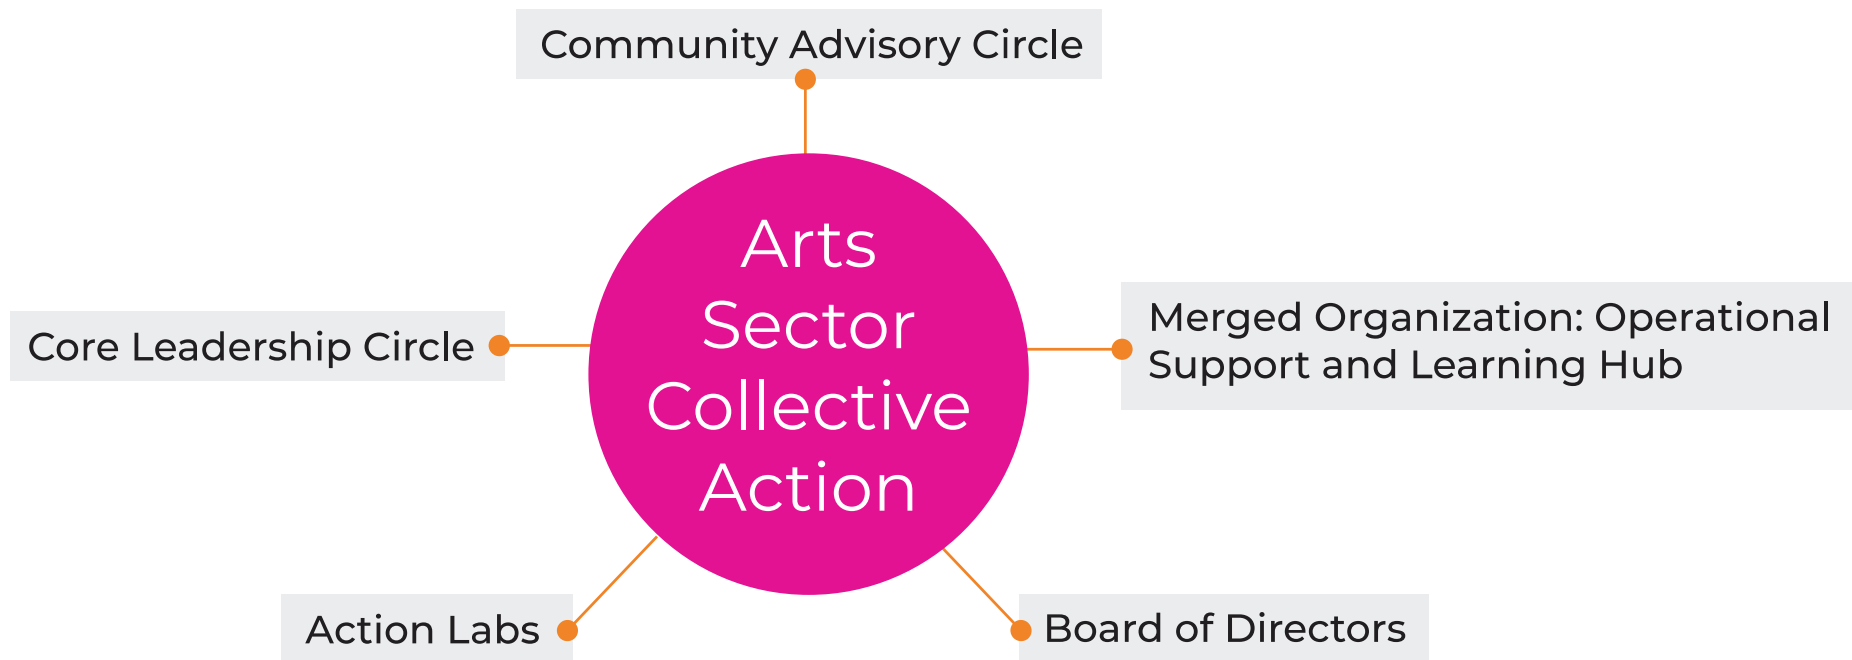 Community Advisory Circle
Arts
Sector
Collective
Action
Core Leadership Circle
Merged Organization: Operational
Support and Learning Hub
Action Labs
Board of Directors